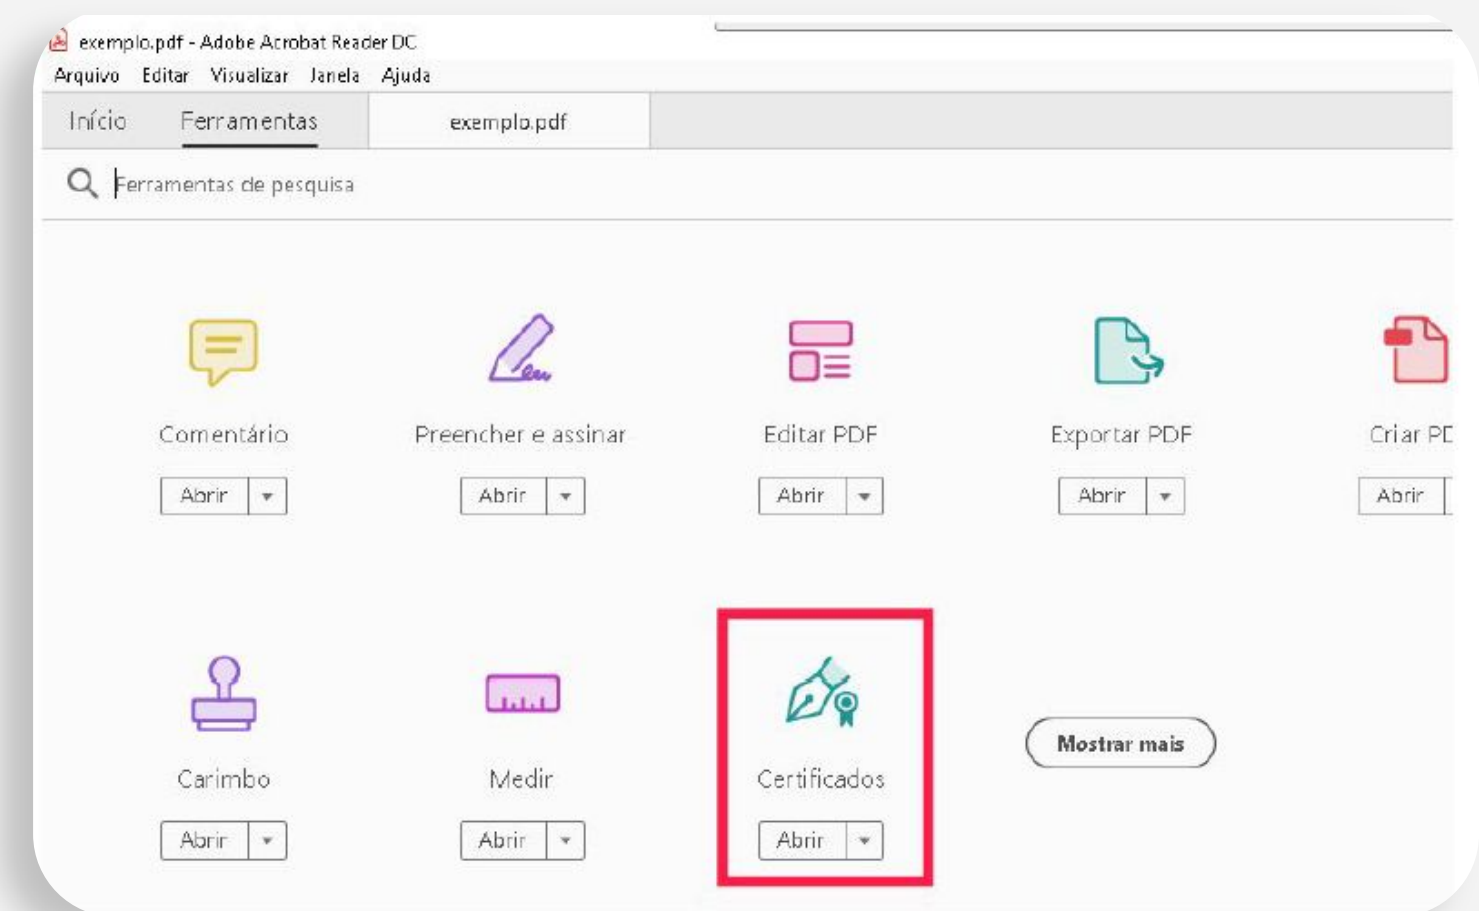 exemplo.pdf - Adobe Acrobat Reader DC
Arquivo Editar Visualizar Janela Ajuda
Início Ferramentas exemplo.pdf
Ferramentas de pesquisa
Comentário Preencher e assinar Editar PDF Exportar PDF Criar PD
Abrir Abrir Abrir Abrir Abrir
Mostrar mais
Carimbo Medir Certificados
Abrir Abrir Abrir